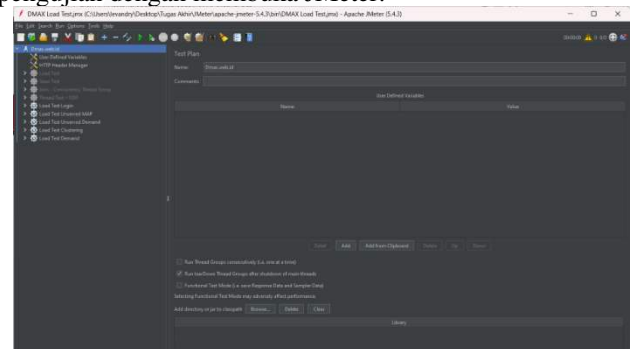 pengujian dengan membuka JMeter.
DMAX Load Test.jmx (C:\Users\levandry\Desktop\Tugas Akhir\JMeter\apache-jmeter-5.4.3\bin\DMAX Load Test.jmx) - Apache JMeter (5.4.3)
File Edit Search Run Options Tools Help
Dmax.web.id
User Defined Variables
HTTP Header Manager
Load Test
Load Test Login
Load Test Unserved MAP
Load Test Unserved Demand
Load Test Clustering
Load Test Demand
Test Plan
Name: Dmax.web.id
Comments:
User Defined Variables
Name: Value
Detail Add Add from Clipboard Delete Up Down
Run Thread Groups consecutively (i.e. one at a time)
Run tearDown Thread Groups after shutdown of main threads
Functional Test Mode (i.e. save Response Data and Sampler Data)
Selecting Functional Test Mode may adversely affect performance.
Add directory or jar to classpath Browse... Delete Clear
Library